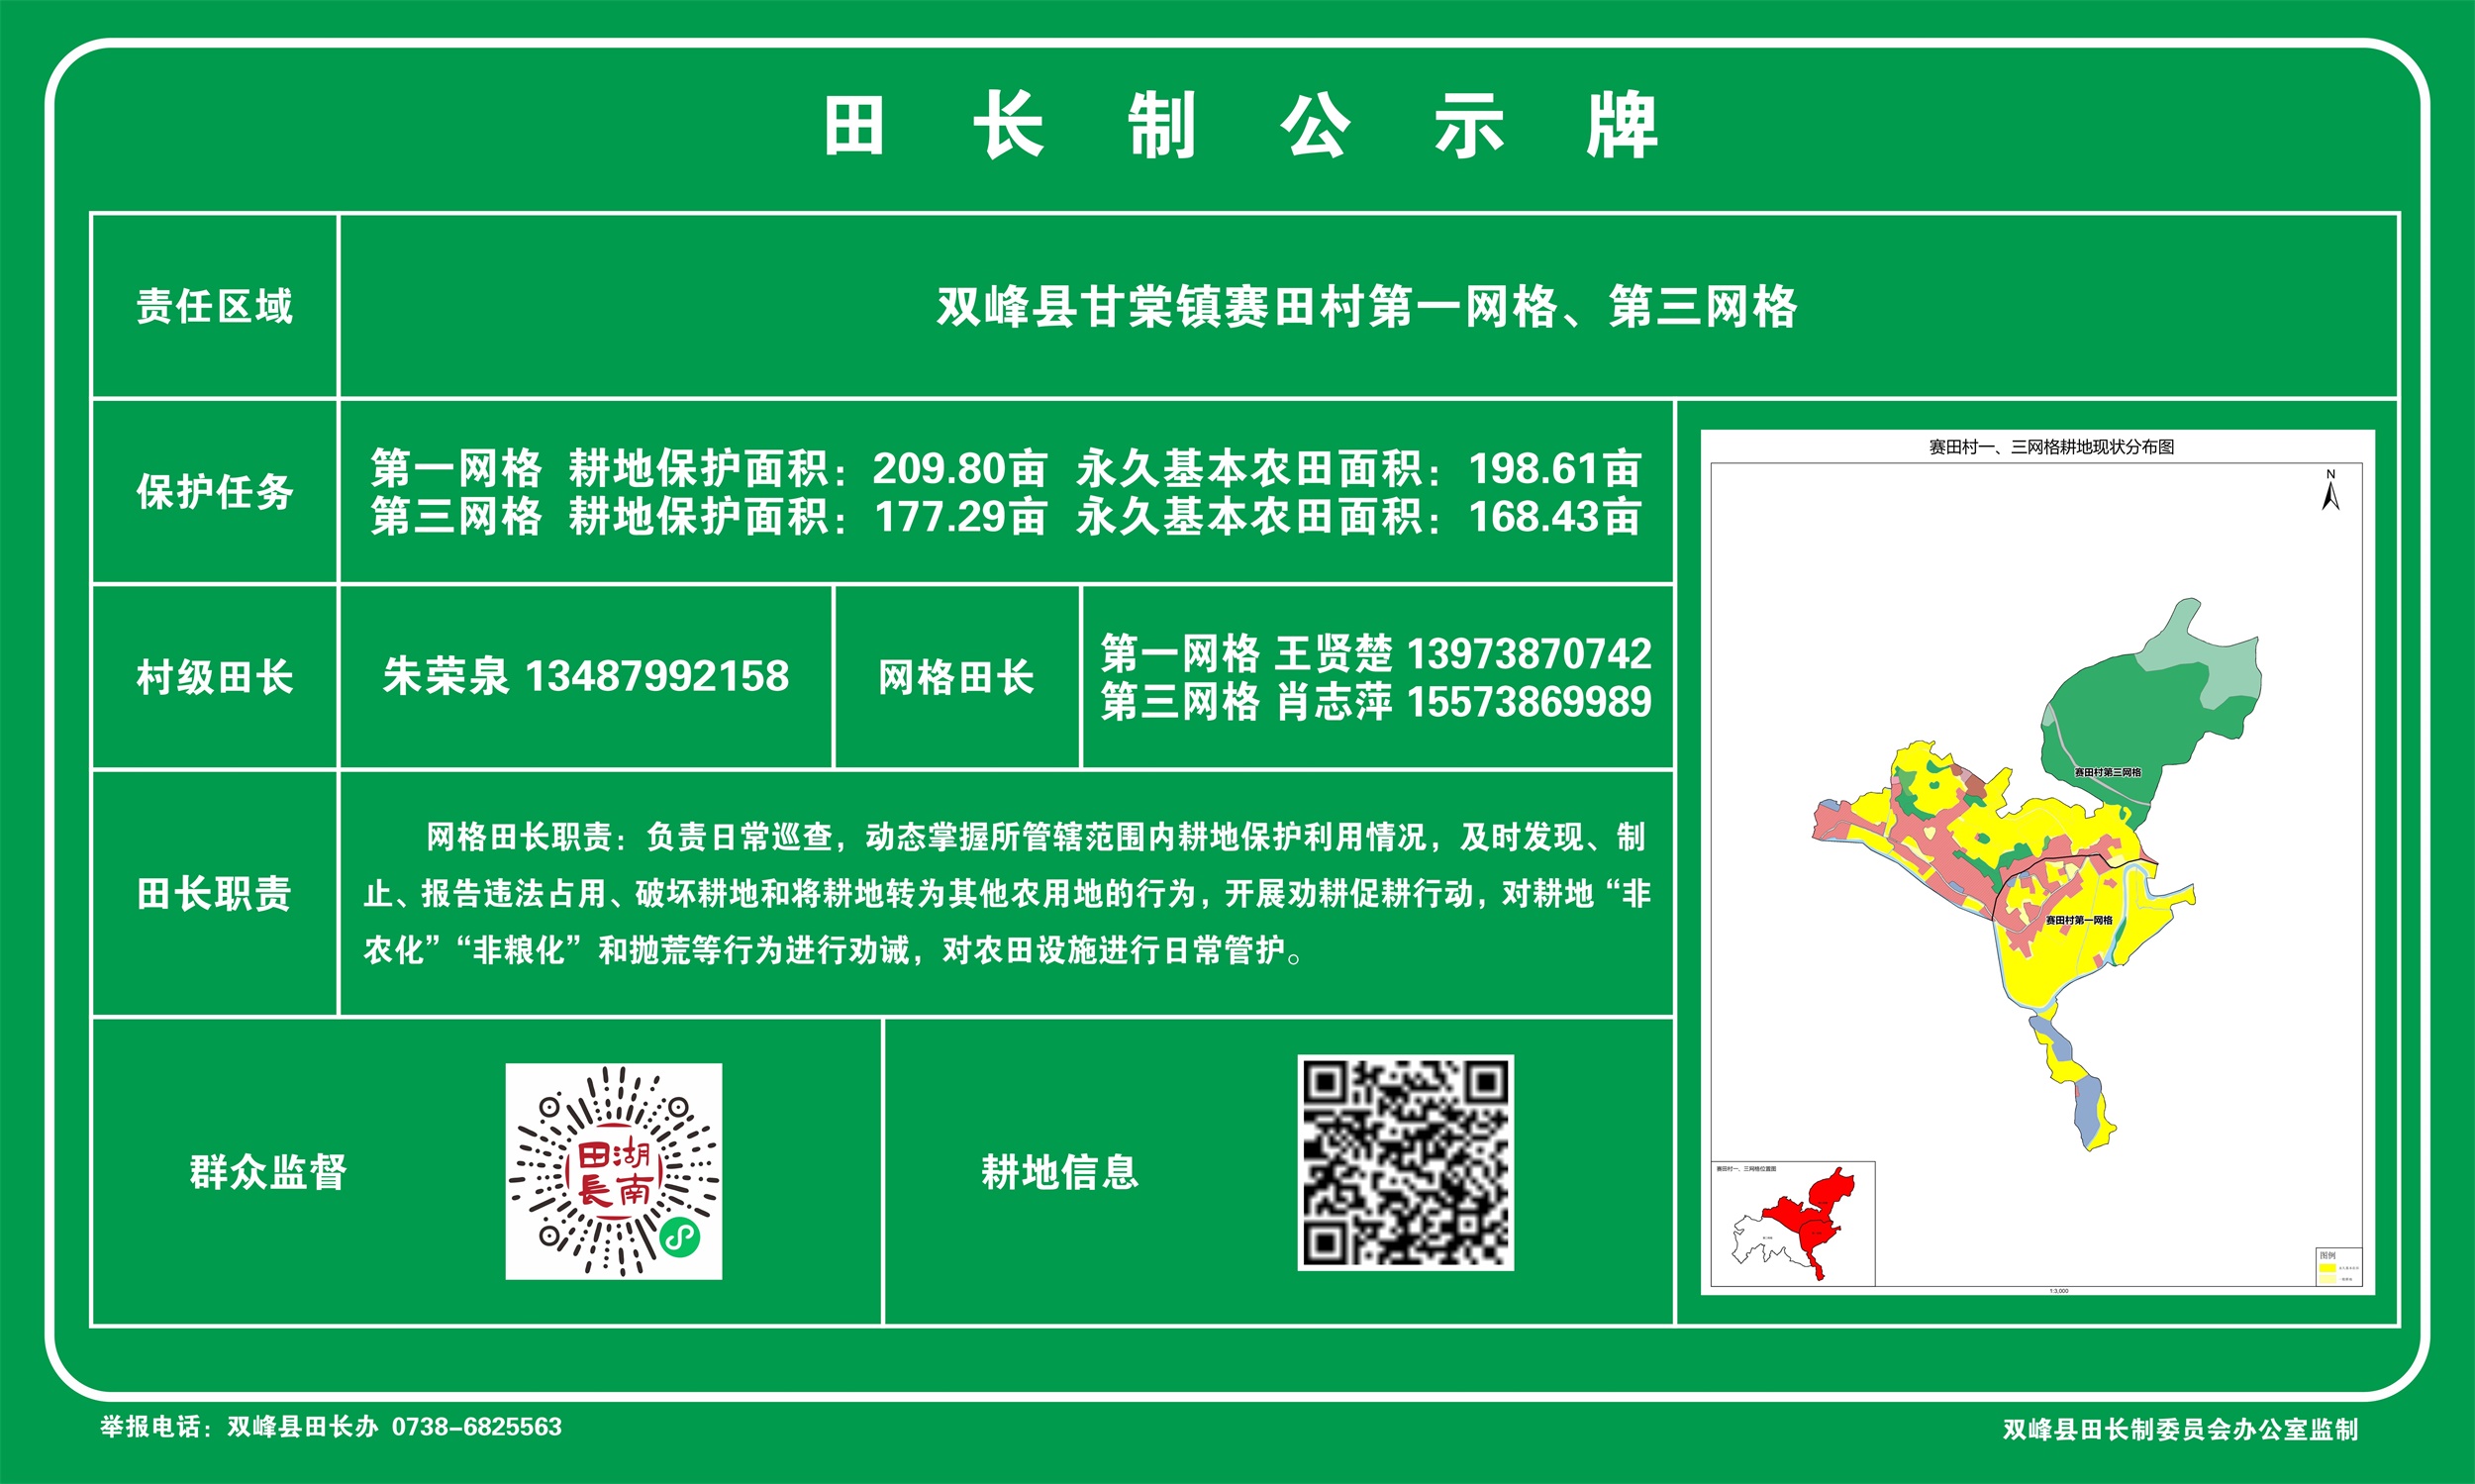 田长制公示牌
责任区域
双峰县甘棠镇赛田村第一网格、第三网格
保护任务
第一网格 耕地保护面积：209.80亩 永久基本农田面积：198.61亩
第三网格 耕地保护面积：177.29亩 永久基本农田面积：168.43亩
村级田长
朱荣泉 13487992158
网格田长
第一网格 王贤楚 13973870742
第三网格 肖志萍 15573869989
田长职责
网格田长职责：负责日常巡查，动态掌握所管辖范围内耕地保护利用情况，及时发现、制
止、报告违法占用、破坏耕地和将耕地转为其他农用地的行为，开展劝耕促耕行动，对耕地“非
农化”“非粮化”和抛荒等行为进行劝诫，对农田设施进行日常管护。
群众监督
田湖
長南
耕地信息
赛田村一、三网格耕地现状分布图
N
赛田村第三网格
赛田村第一网格
赛田村一、三网格位置图
图例
1:3,000
举报电话：双峰县田长办 0738-6825563
双峰县田长制委员会办公室监制